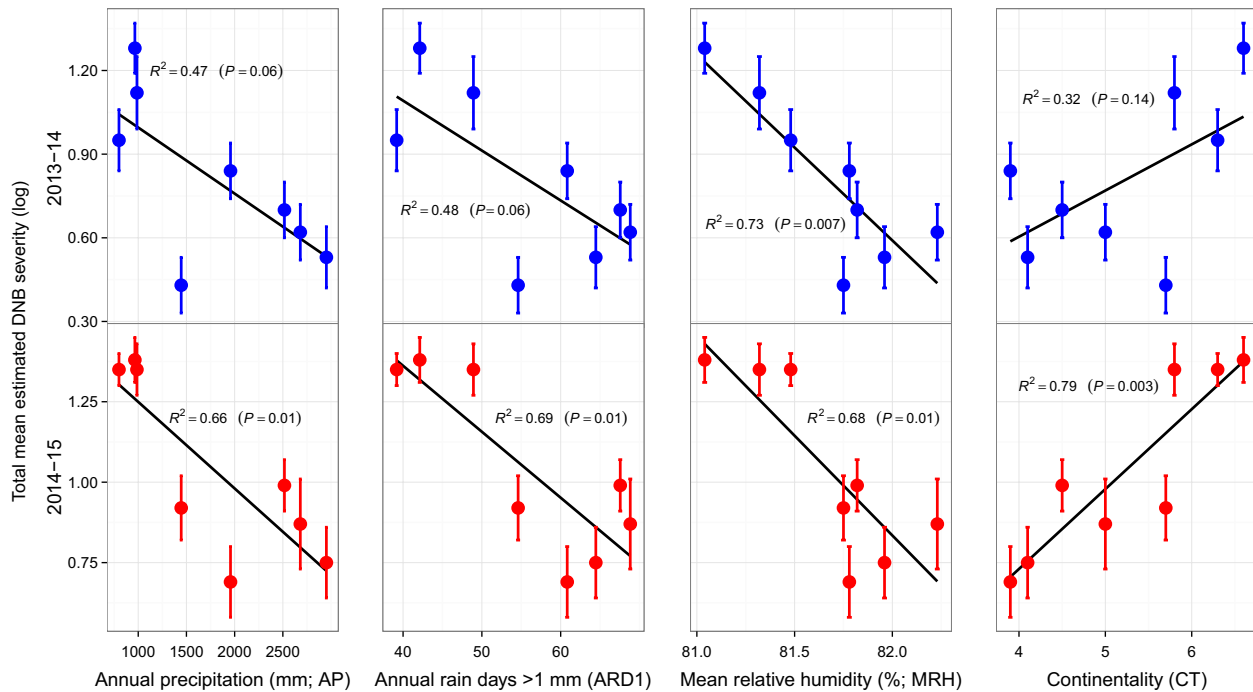 Total mean estimated DNB severity (log)
2013−14
1.20
0.90
0.60
0.30
R² = 0.47 (P = 0.06)
R² = 0.48 (P = 0.06)
R² = 0.73 (P = 0.007)
R² = 0.32 (P = 0.14)
2014−15
1.25
1.00
0.75
R² = 0.66 (P = 0.01)
R² = 0.69 (P = 0.01)
R² = 0.68 (P = 0.01)
R² = 0.79 (P = 0.003)
1000 1500 2000 2500
40 50 60
81.0 81.5 82.0
4 5 6
Annual precipitation (mm; AP)
Annual rain days >1 mm (ARD1)
Mean relative humidity (%; MRH)
Continentality (CT)